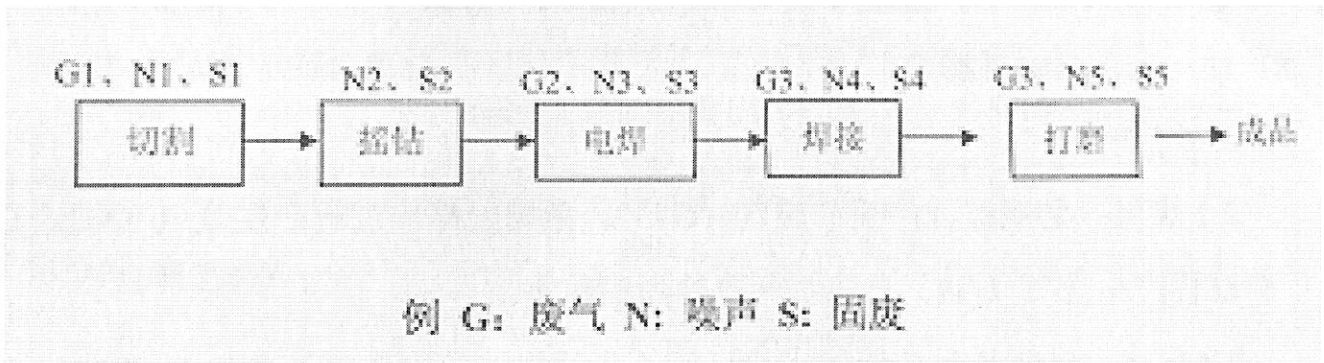 G1、N1、S1 N2、S2 G2、N3、S3 G3、N4、S4 G3、N5、S5
切割 摇钻 电焊 焊接 打磨 成品
例 G: 废气 N: 噪声 S: 固废